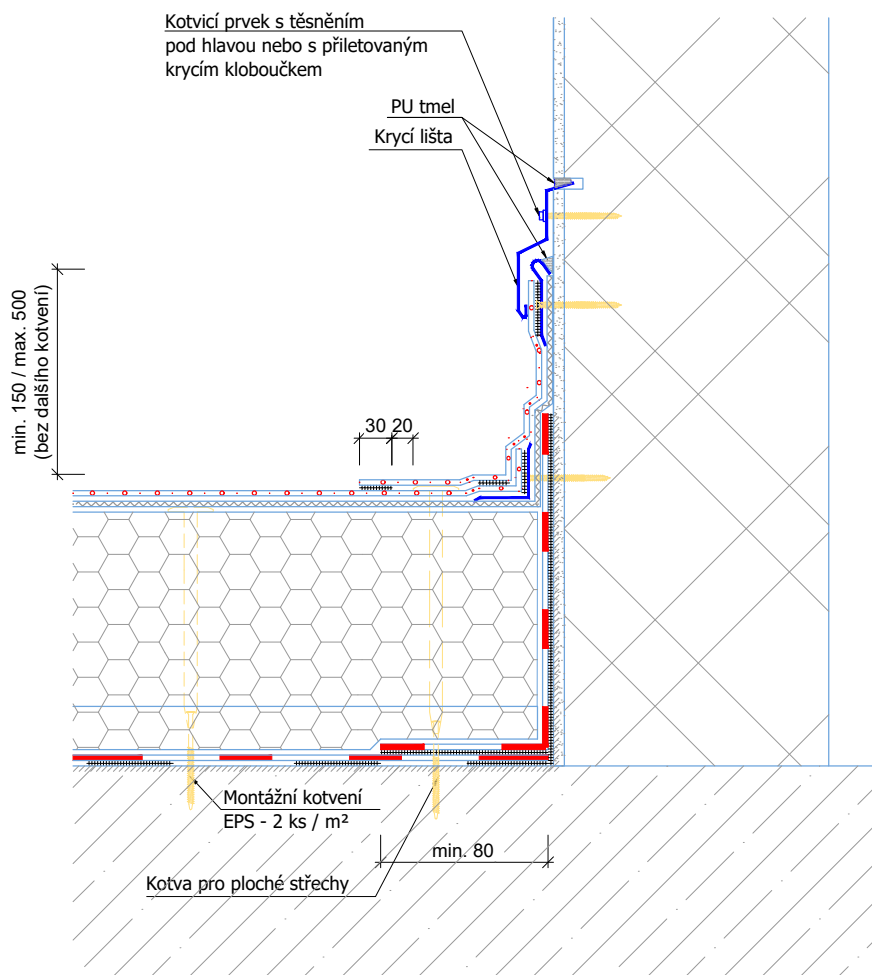 Kotvicí prvek s těsněním
pod hlavou nebo s přiletovaným
krycím kloboučkem
PU tmel
Krycí lišta
min. 150 / max. 500
(bez dalšího kotvení)
30 20
Montážní kotvení
EPS - 2 ks / m²
min. 80
Kotva pro ploché střechy